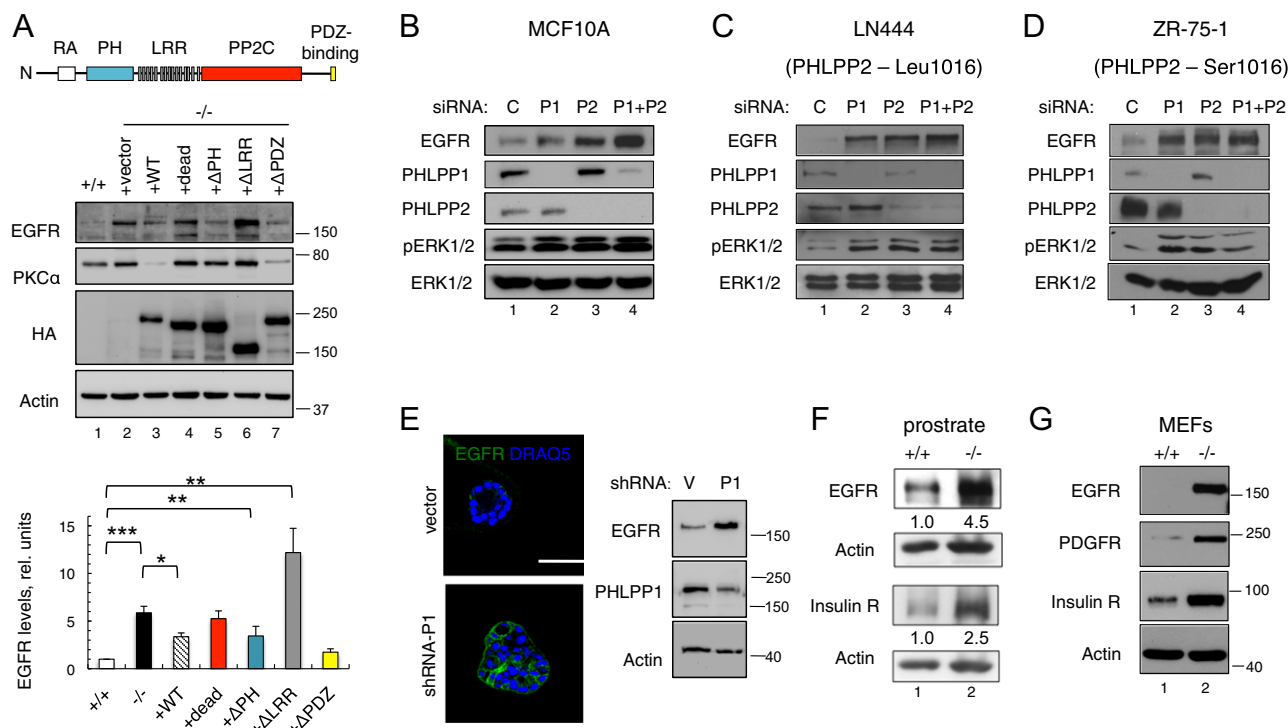 A
RA PH LRR PP2C PDZ-binding
N
-/-
+/+ +vector +WT +dead +ΔPH +ΔLRR +ΔPDZ
EGFR
150
80
PKCα
250
HA
150
Actin
37
1 2 3 4 5 6 7
EGFR levels, rel. units
15
10
5
0
**
**
***
*
+/+ -/- +WT +dead +ΔPH +ΔLRR +ΔPDZ
B
MCF10A
siRNA: C P1 P2 P1+P2
EGFR
PHLPP1
PHLPP2
pERK1/2
ERK1/2
1 2 3 4
C
LN444
(PHLPP2 – Leu1016)
siRNA: C P1 P2 P1+P2
EGFR
PHLPP1
PHLPP2
pERK1/2
ERK1/2
1 2 3 4
D
ZR-75-1
(PHLPP2 – Ser1016)
siRNA: C P1 P2 P1+P2
EGFR
PHLPP1
PHLPP2
pERK1/2
ERK1/2
1 2 3 4
E
EGFR DRAQ5
vector
shRNA-P1
shRNA: V P1
EGFR
150
PHLPP1
250
150
Actin
40
F
prostrate
+/+ -/-
EGFR
1.0 4.5
Actin
Insulin R
1.0 2.5
Actin
1 2
G
MEFs
+/+ -/-
EGFR
150
PDGFR
250
Insulin R
100
Actin
40
1 2